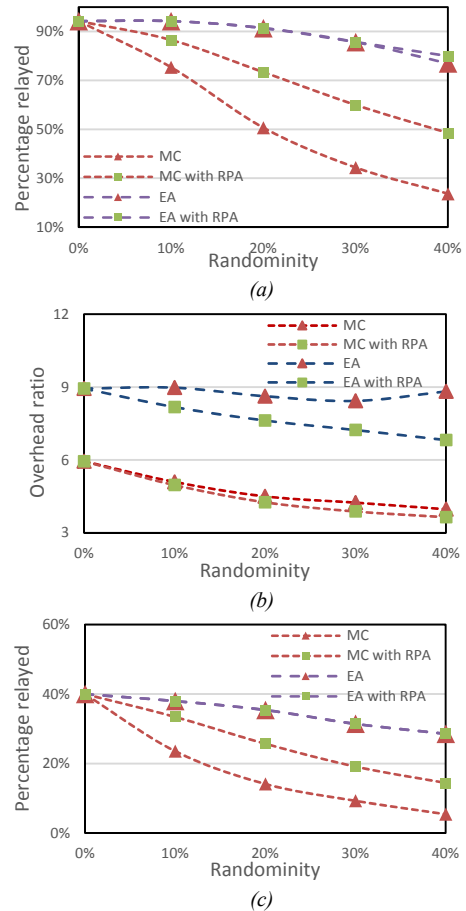 90%
70%
50%
30%
10%
Percentage relayed
MC
MC with RPA
EA
EA with RPA
0% 10% 20% 30% 40%
Randominity
(a)
12
9
6
3
Overhead ratio
MC
MC with RPA
EA
EA with RPA
0% 10% 20% 30% 40%
Randominity
(b)
60%
40%
20%
0%
Percentage relayed
MC
MC with RPA
EA
EA with RPA
0% 10% 20% 30% 40%
Randominity
(c)